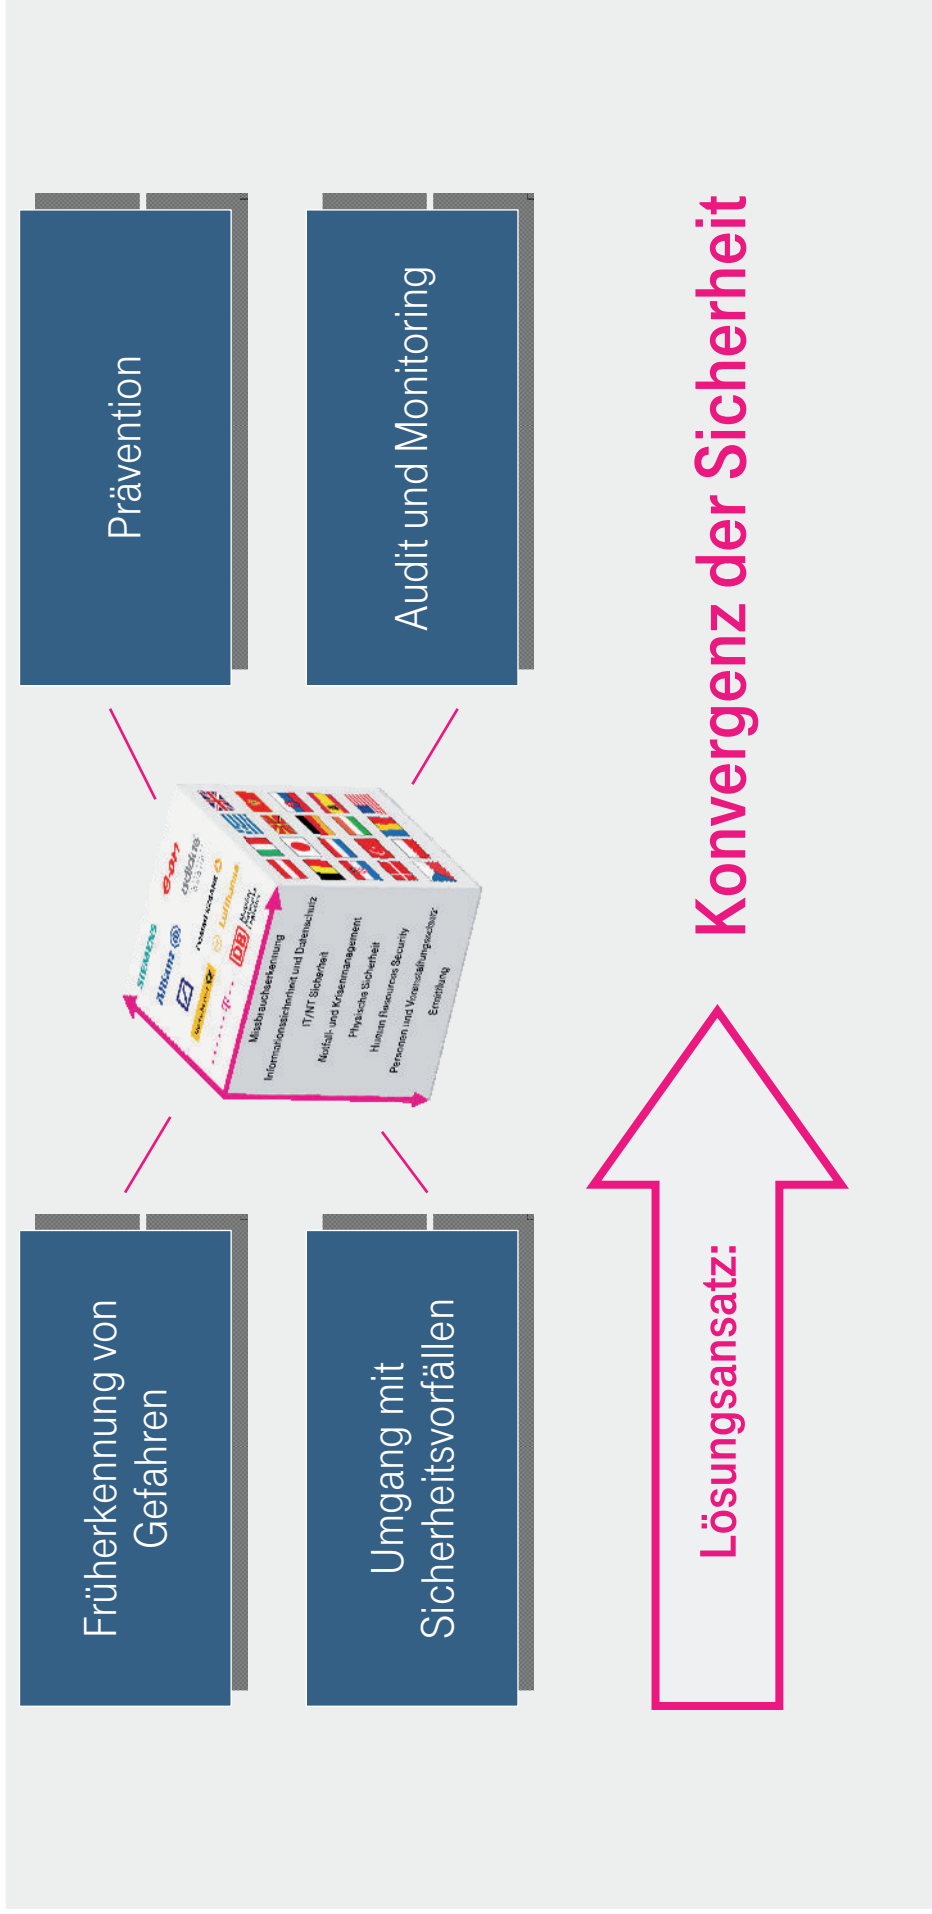 Früherkennung von
Gefahren
Prävention
SIEMENS
e·on
Allianz
adidas
POSTBANK
Lufthansa
DB
Missbrauchserkennung
Informationssicherheit und Datenschutz
IT/NT Sicherheit
Notfall- und Krisenmanagement
Physische Sicherheit
Human Resources Security
Personen und Veranstaltungsschutz
Ermittlung
Umgang mit
Sicherheitsvorfällen
Audit und Monitoring
Lösungsansatz:
Konvergenz der Sicherheit